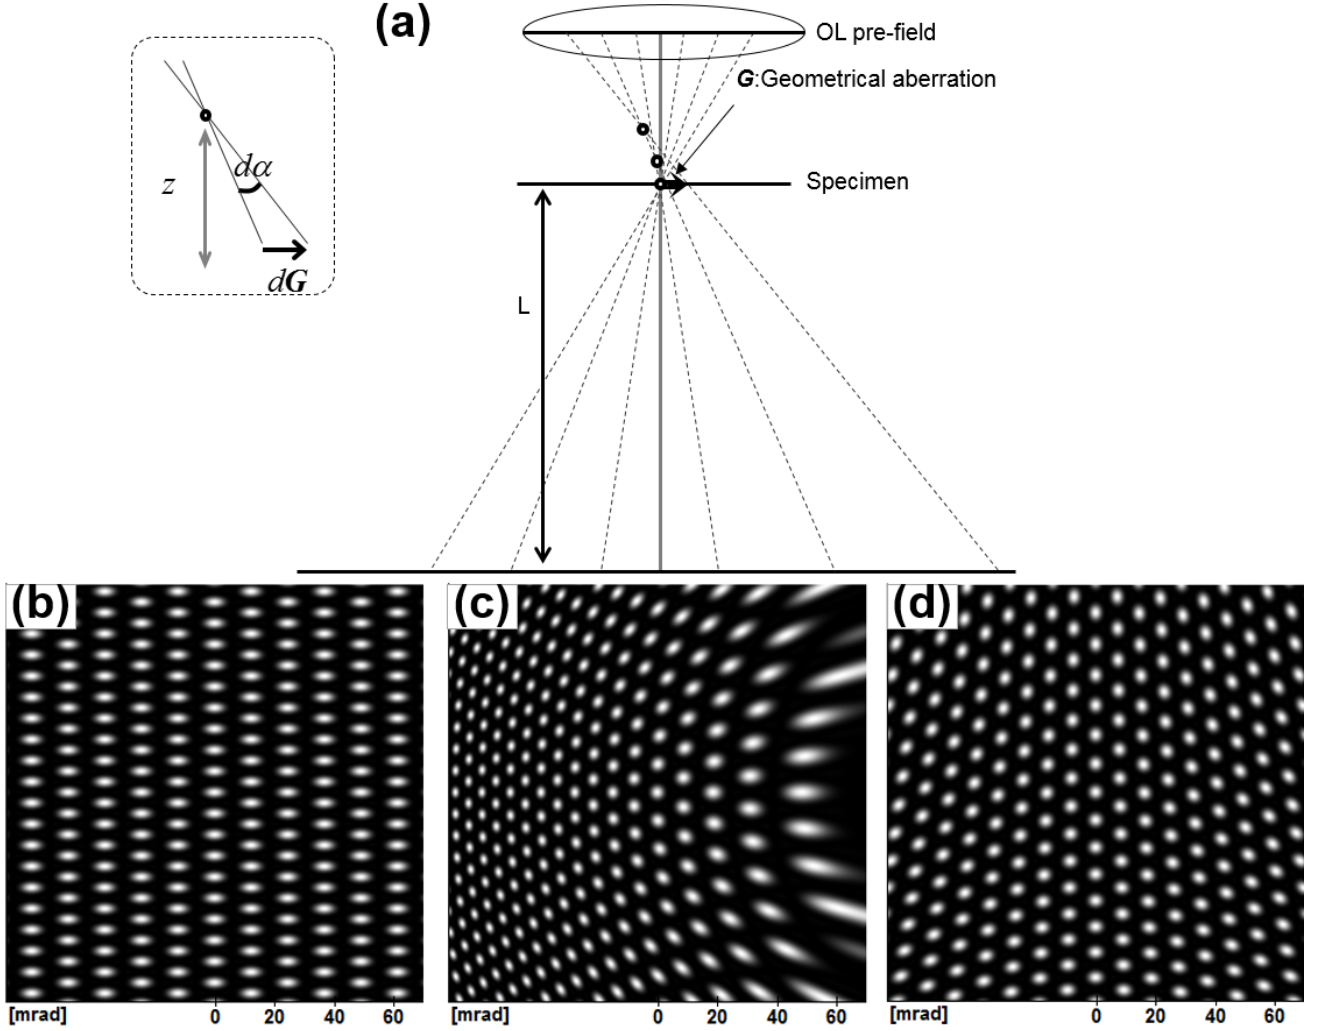 (a)
OL pre-field
G:Geometrical aberration
Specimen
z
dα
dG
L
(b)
(c)
(d)
[mrad] 0 20 40 60
[mrad] 0 20 40 60
[mrad] 0 20 40 60